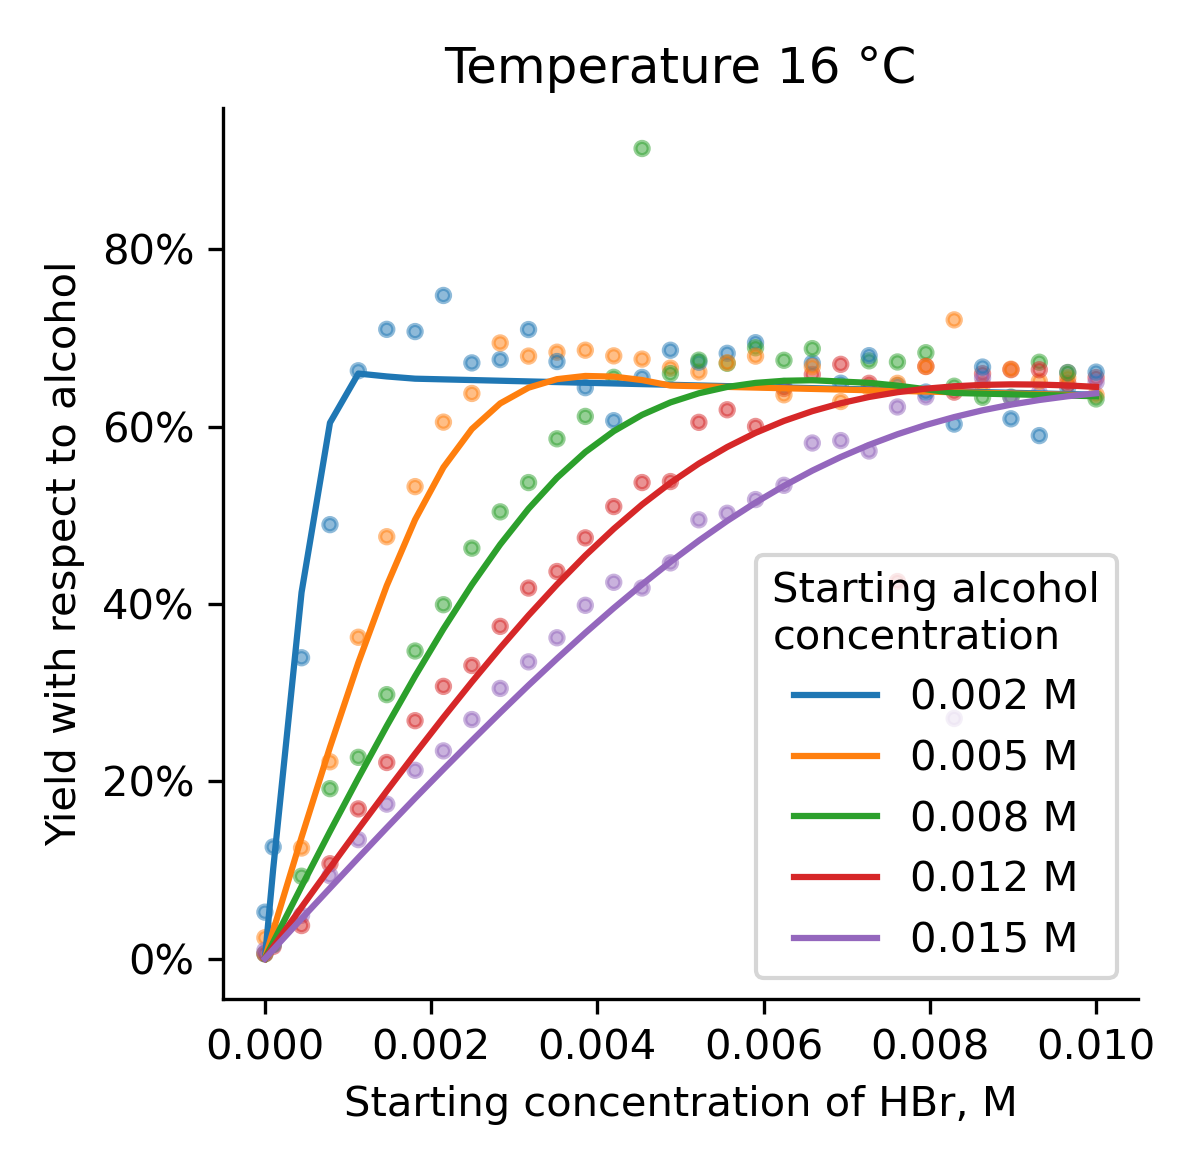 Temperature 16 °C
Yield with respect to alcohol
80%
60%
40%
20%
0%
Starting alcohol
concentration
0.002 M
0.005 M
0.008 M
0.012 M
0.015 M
0.000 0.002 0.004 0.006 0.008 0.010
Starting concentration of HBr, M